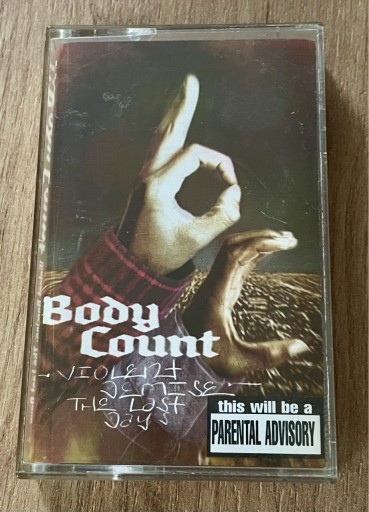 Body
Count
VIOLENT
DEMISE
THE LAST
DAYS
this will be a
PARENTAL ADVISORY